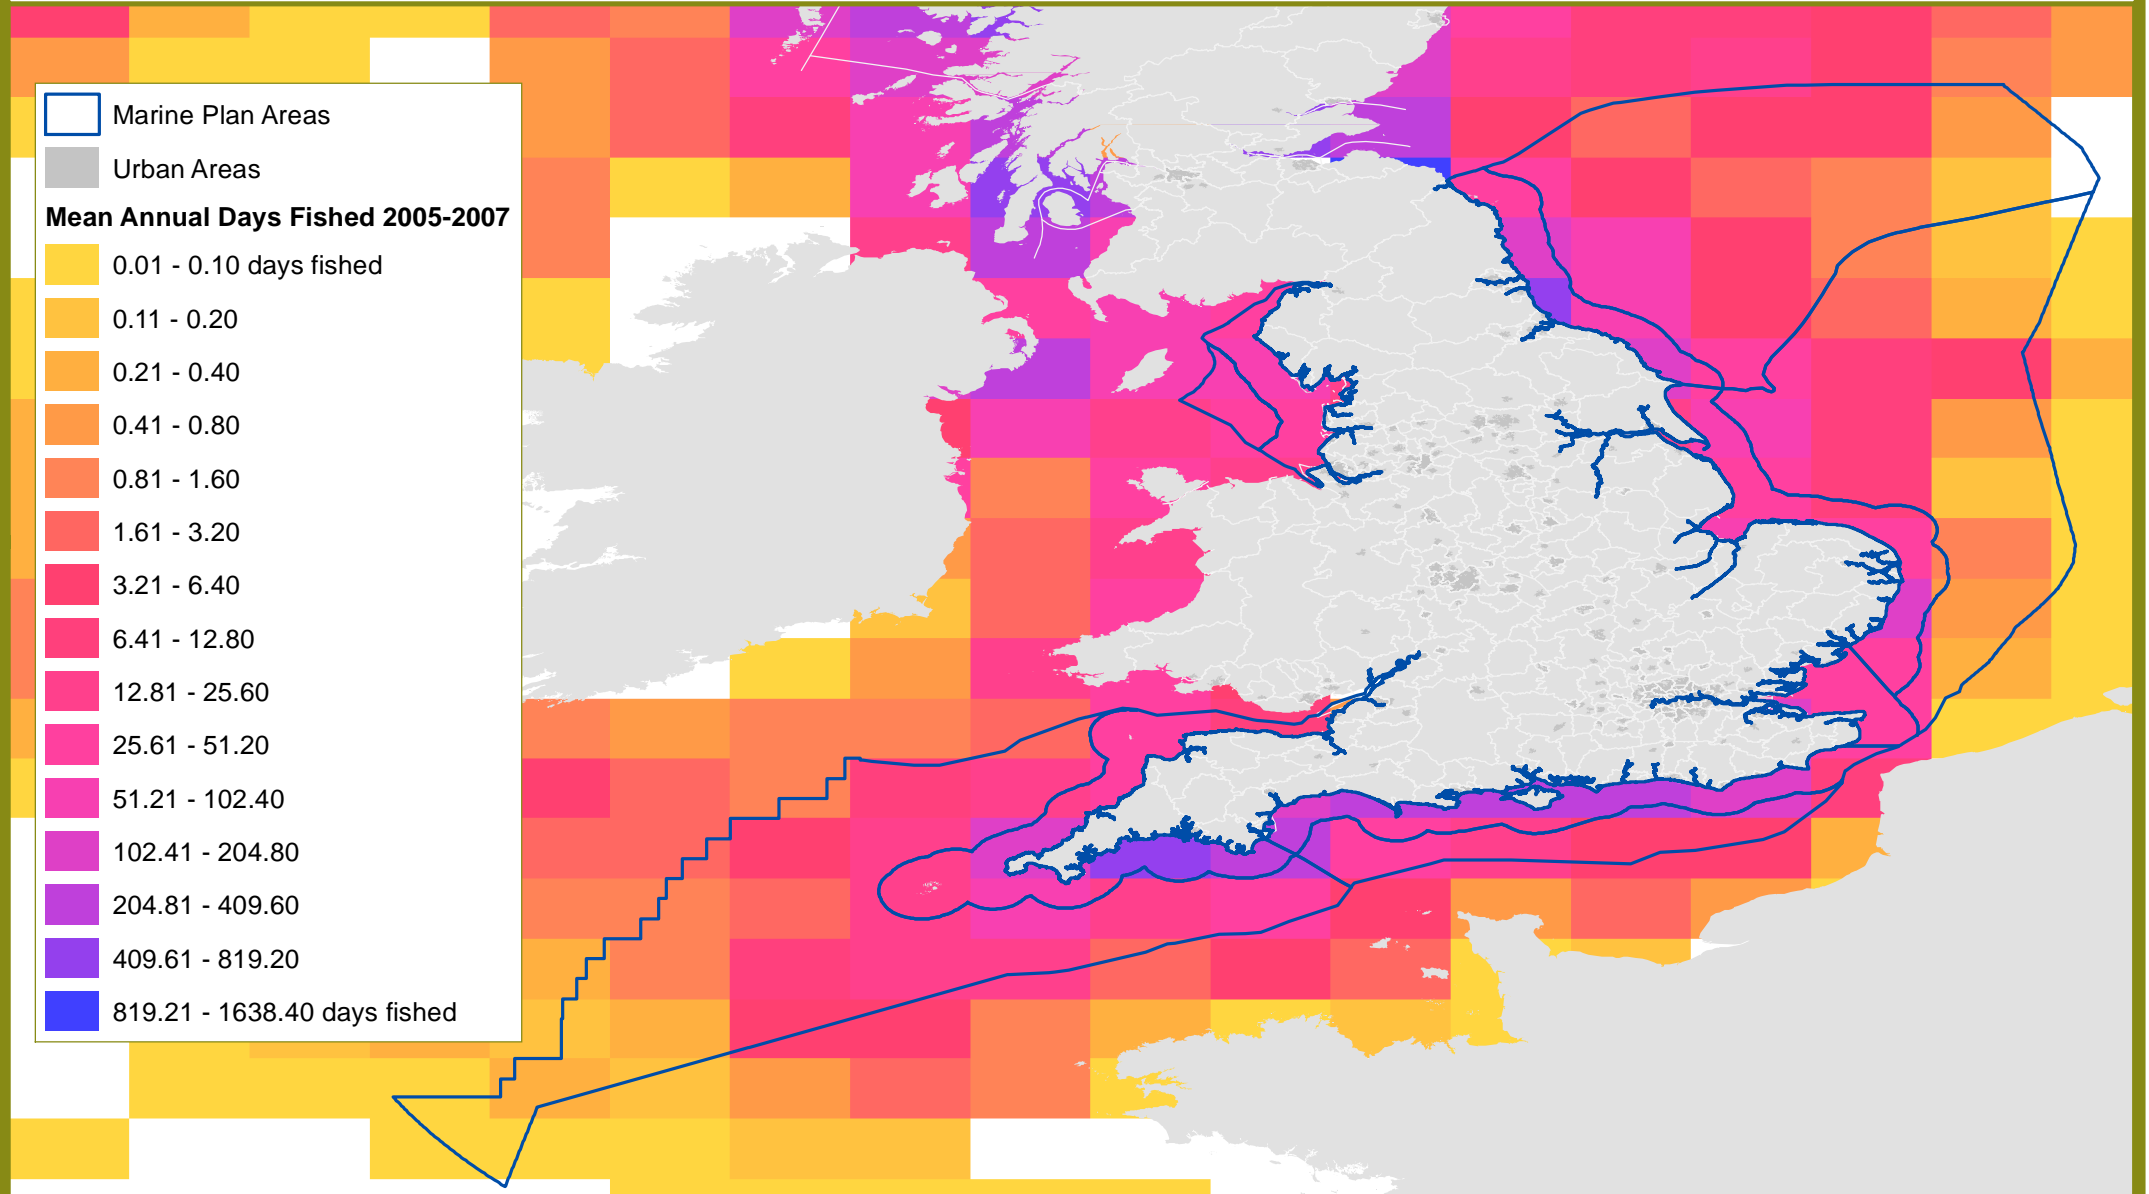 Marine Plan Areas
Urban Areas
Mean Annual Days Fished 2005-2007
0.01 - 0.10 days fished
0.11 - 0.20
0.21 - 0.40
0.41 - 0.80
0.81 - 1.60
1.61 - 3.20
3.21 - 6.40
6.41 - 12.80
12.81 - 25.60
25.61 - 51.20
51.21 - 102.40
102.41 - 204.80
204.81 - 409.60
409.61 - 819.20
819.21 - 1638.40 days fished